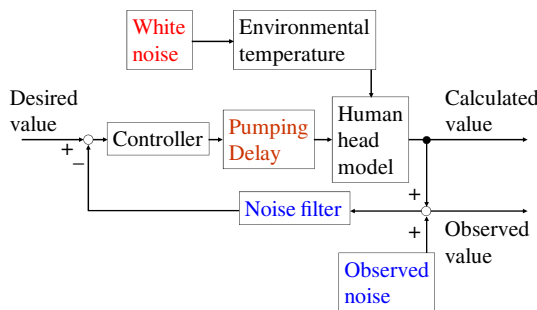 White
noise
Environmental
temperature
Desired
value
Controller
Pumping
Delay
Human
head
model
Calculated
value
+
−
Noise filter
+
+
Observed
value
Observed
noise